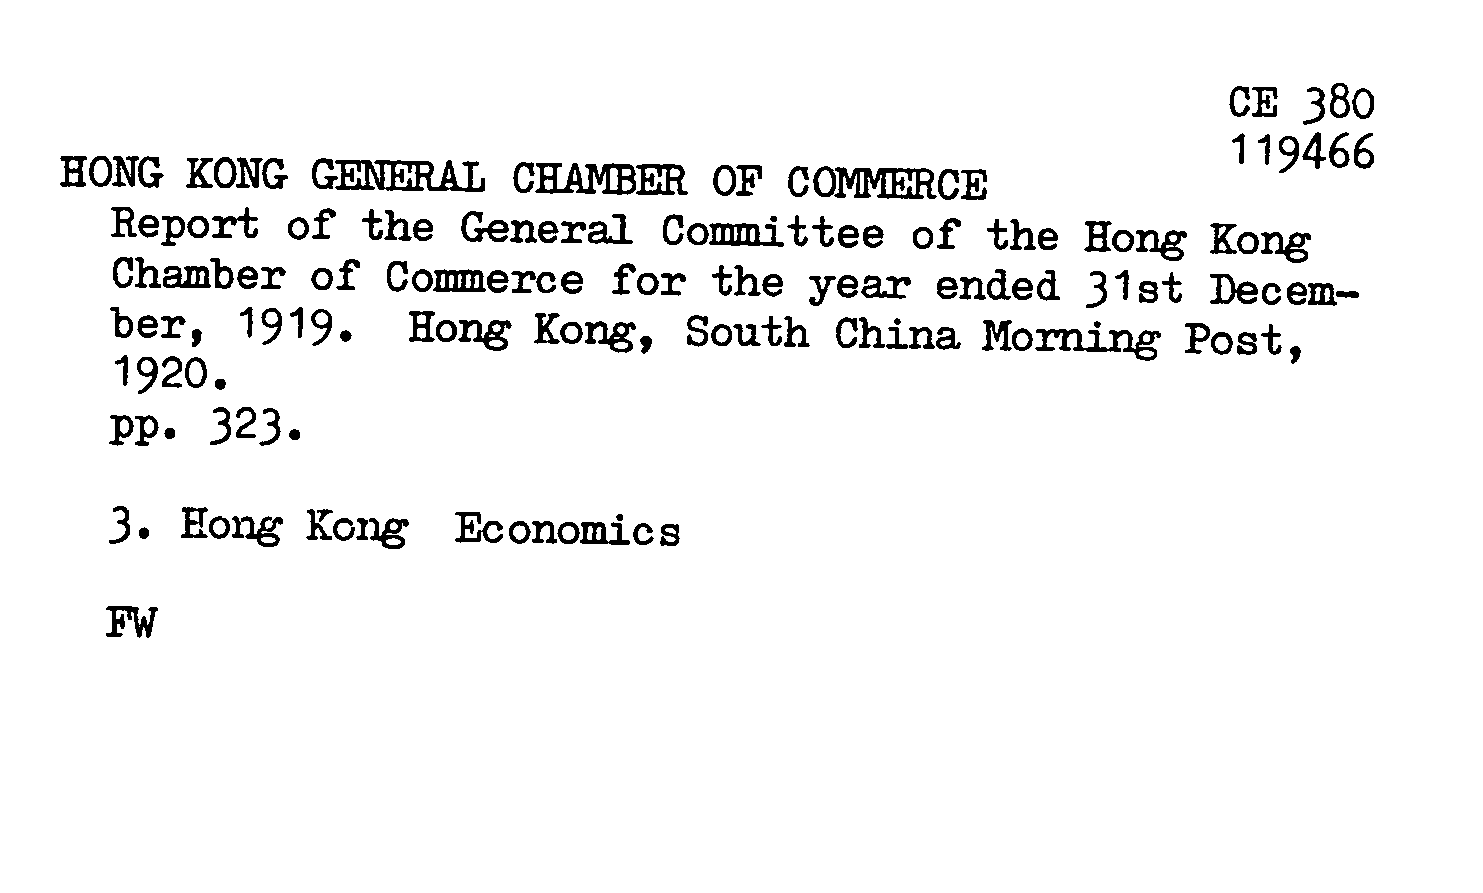 CE 380
119466
HONG KONG GENERAL CHAMBER OF COMMERCE
Report of the General Committee of the Hong Kong
Chamber of Commerce for the year ended 31st Decem-
ber, 1919. Hong Kong, South China Morning Post,
1920.
pp. 323.
3. Hong Kong Economics
FW